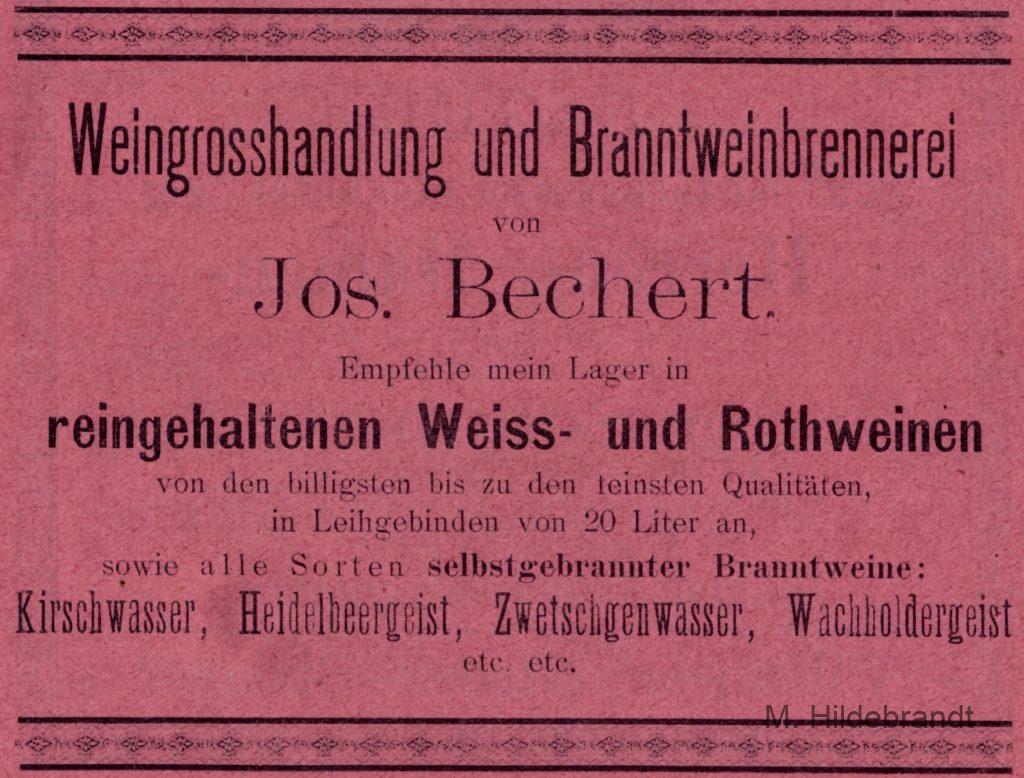 Weingrosshandlung und Branntweinbrennerei
von
Jos. Bechert.
Empfehle mein Lager in
reingehaltenen Weiss- und Rothweinen
von den billigsten bis zu den feinsten Qualitäten,
in Leihgebinden von 20 Liter an,
sowie alle Sorten selbstgebrannter Branntweine:
Kirschwasser, Heidelbeergeist, Zwetschgenwasser, Wachholdergeist
etc. etc.
M. Hildebrandt